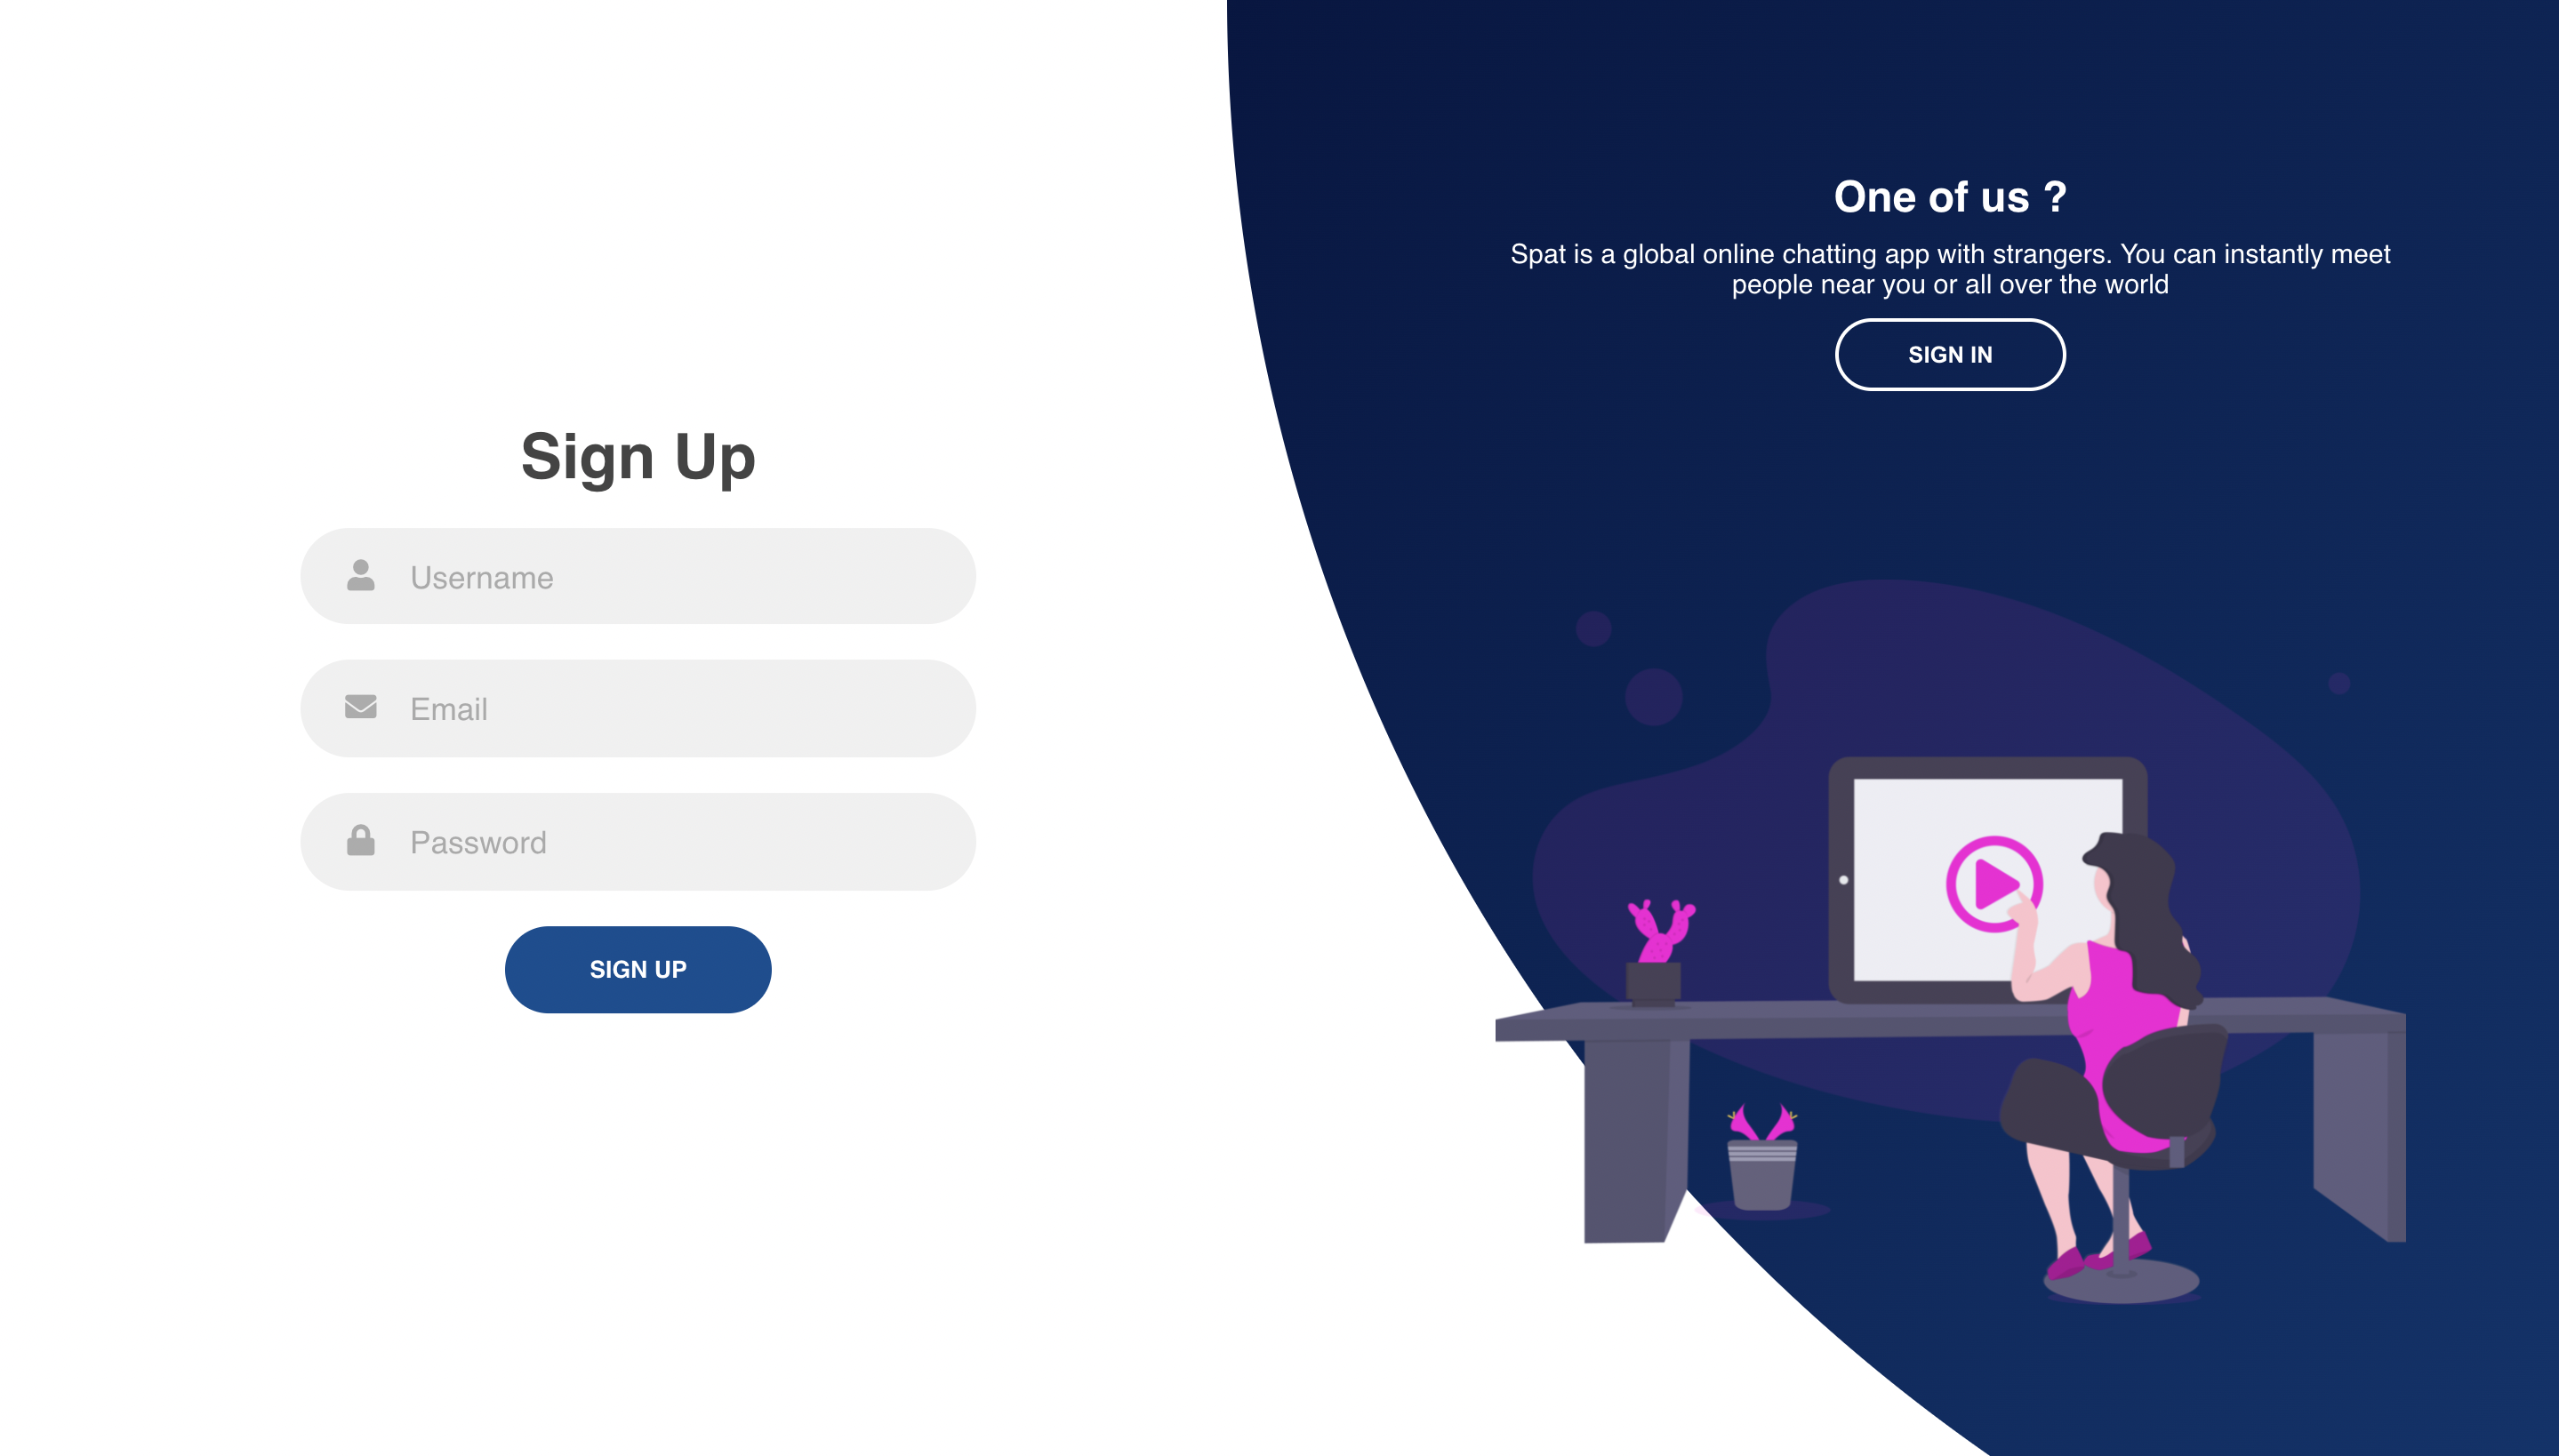 Sign Up
Username
Email
Password
SIGN UP
One of us ?
Spat is a global online chatting app with strangers. You can instantly meet
people near you or all over the world
SIGN IN